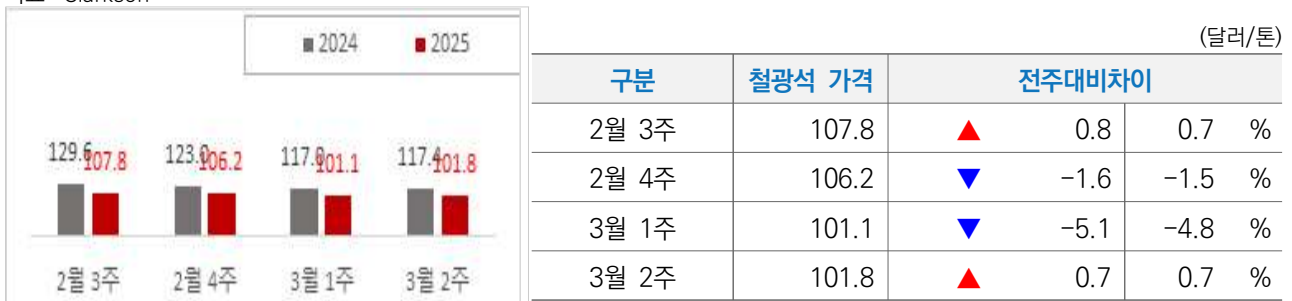 Clarkson
2024 2025
129.6 107.8 123.0 106.2 101.1 117.4 101.8
2월 3주 2월 4주 3월 1주 3월 2주
(달러/톤)
구분 철광석 가격 전주대비차이
2월 3주 107.8 ▲ 0.8 0.7 %
2월 4주 106.2 ▼ -1.6 -1.5 %
3월 1주 101.1 ▼ -5.1 -4.8 %
3월 2주 101.8 ▲ 0.7 0.7 %